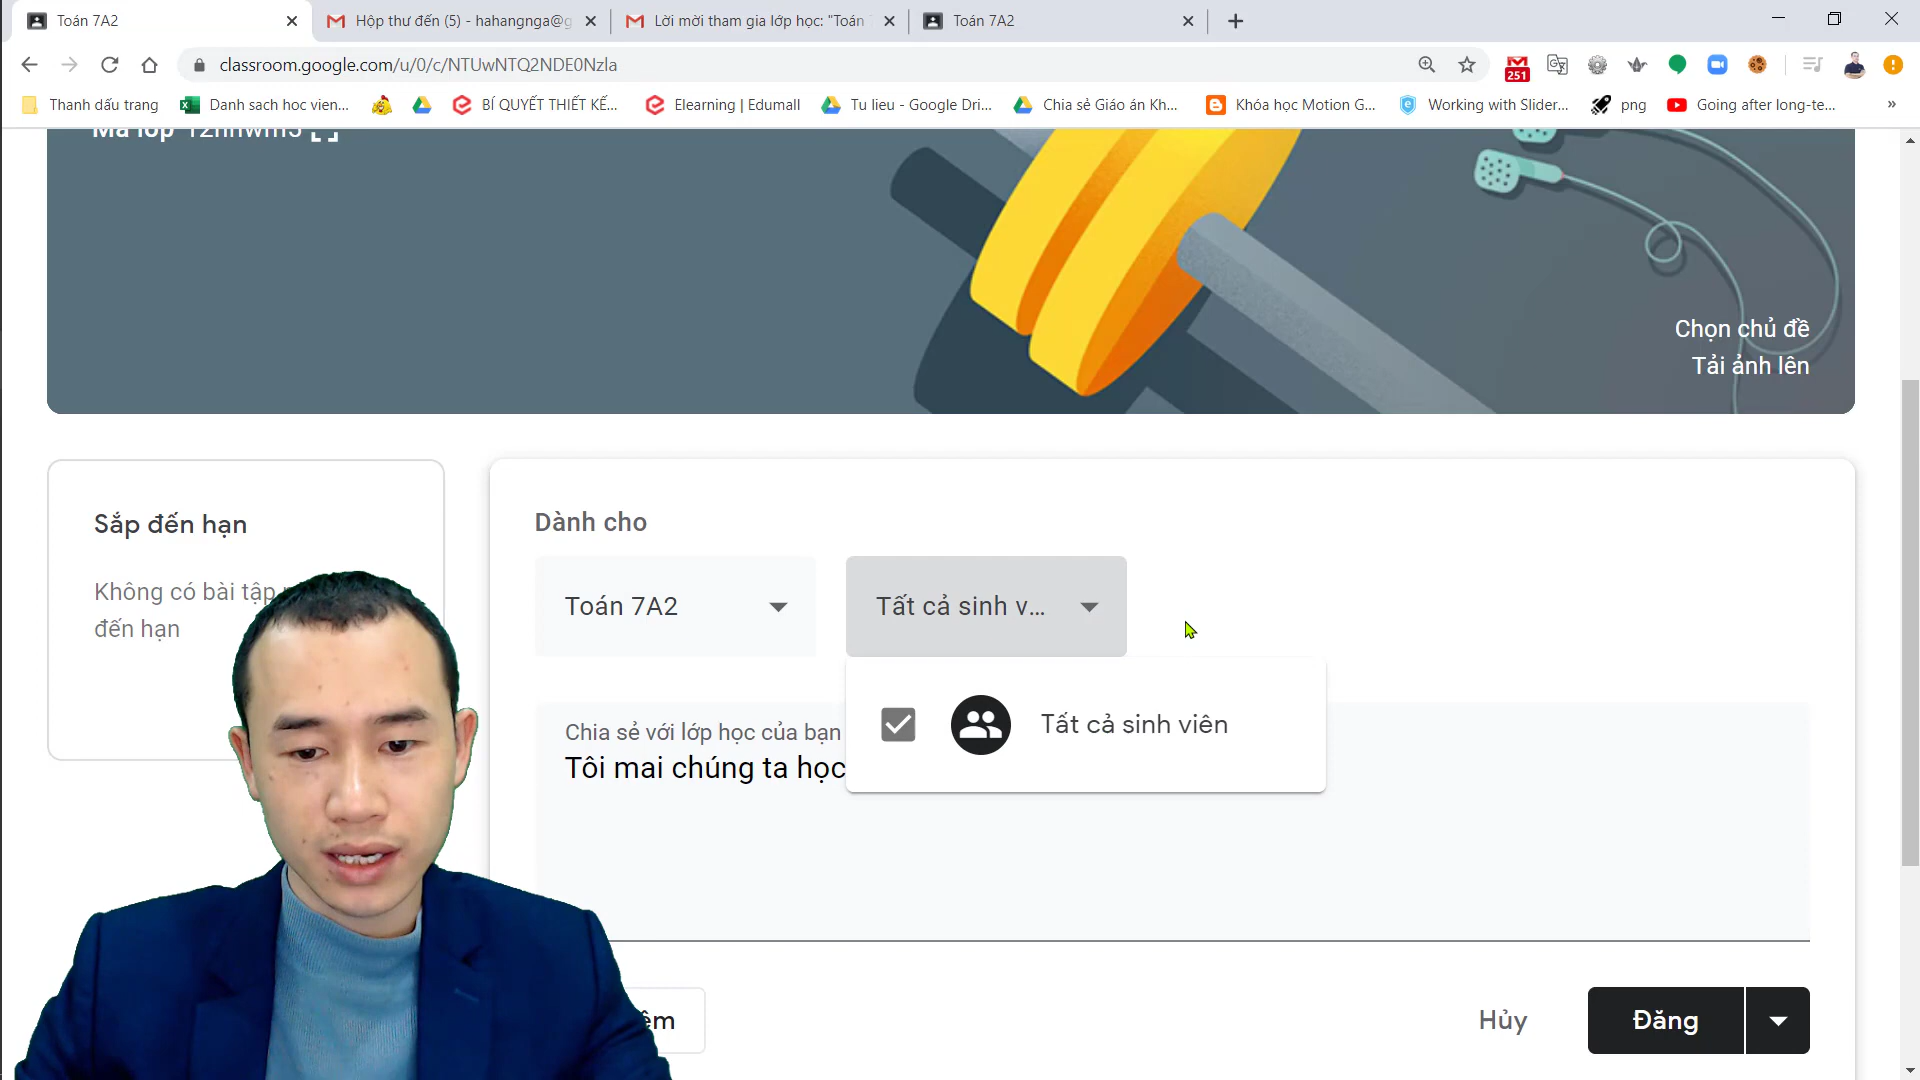 Toán 7A2
Hộp thư đến (5) - hahangnga@g
Lời mời tham gia lớp học: "Toán
Toán 7A2
classroom.google.com/u/0/c/NTUwNTQ2NDE0Nzla
251
Thanh dấu trang
Danh sach hoc vien...
BÍ QUYẾT THIẾT KẾ...
Elearning | Edumall
Tu lieu - Google Dri...
Chia sẻ Giáo án Kh...
Khóa học Motion G...
Working with Slider...
png
Going after long-te...
»
Mã lớp
Chọn chủ đề
Tải ảnh lên
Sắp đến hạn
Không có bài tập
đến hạn
Dành cho
Toán 7A2
Tất cả sinh v...
Tất cả sinh viên
Chia sẻ với lớp học của bạn
Tôi mai chúng ta học
Hủy
Đăng